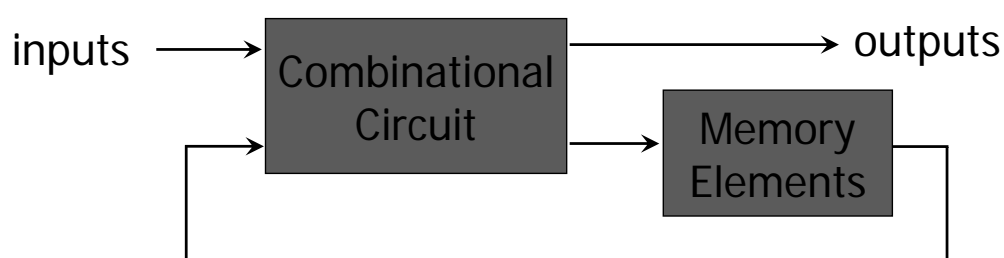 inputs
Combinational
Circuit
outputs
Memory
Elements